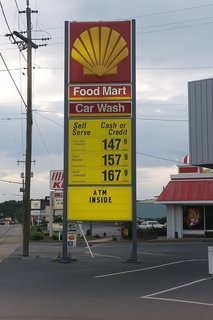 Food Mart
Car Wash
Self Serve
Cash or Credit
147 9
157 9
167 9
ATM
INSIDE